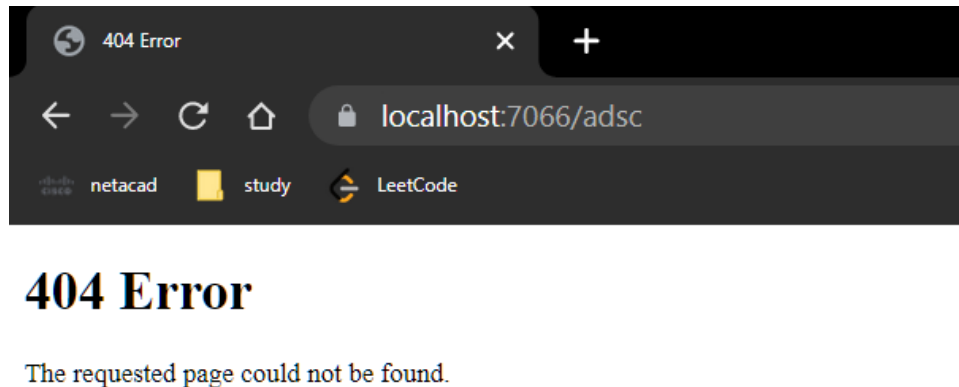 404 Error
localhost:7066/adsc
netacad
study
LeetCode
404 Error
The requested page could not be found.